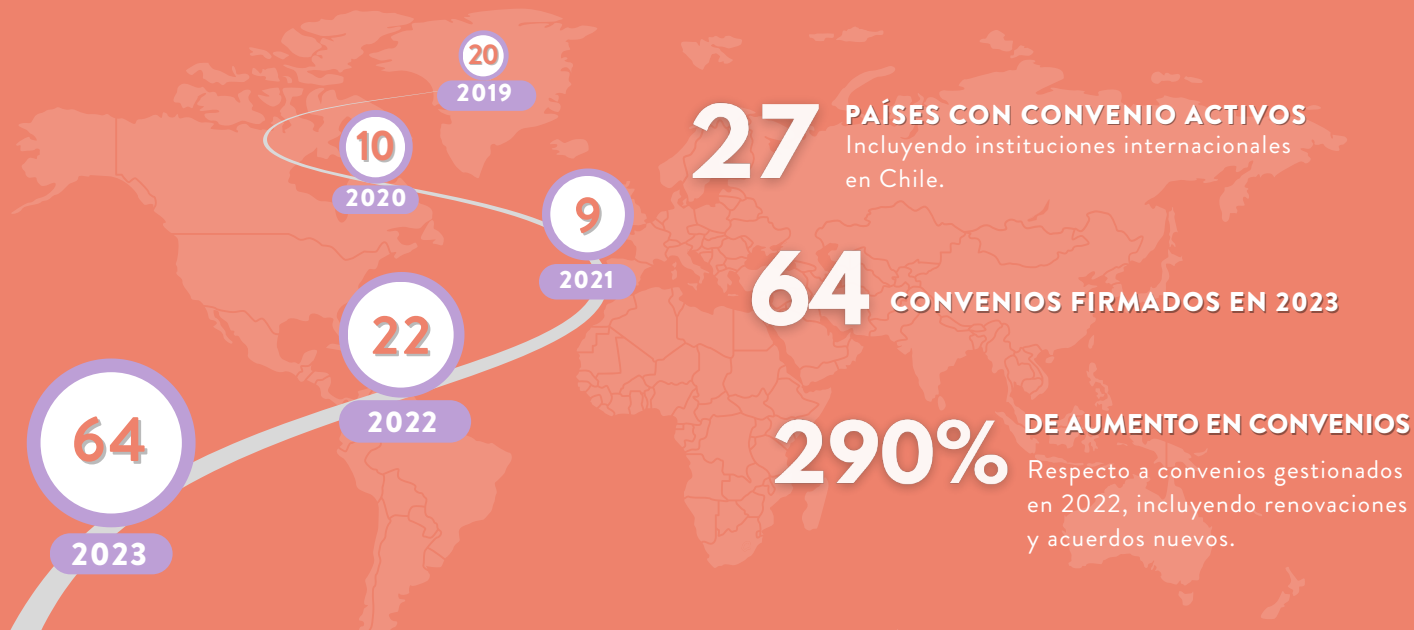 20
2019
10
2020
9
2021
22
2022
64
2023
27
PAÍSES CON CONVENIO ACTIVOS
Incluyendo instituciones internacionales
en Chile.
64
CONVENIOS FIRMADOS EN 2023
290%
DE AUMENTO EN CONVENIOS
Respecto a convenios gestionados
en 2022, incluyendo renovaciones
y acuerdos nuevos.